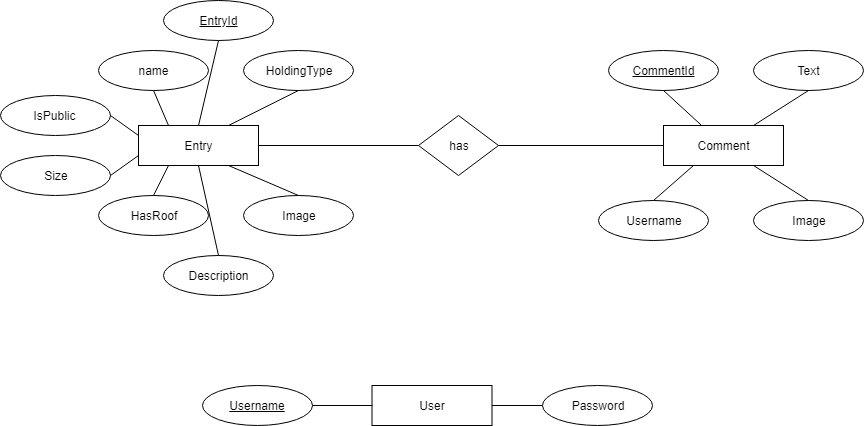 EntryId
name
HoldingType
CommentId
Text
IsPublic
Entry
has
Comment
Size
HasRoof
Image
Username
Image
Description
Username
User
Password